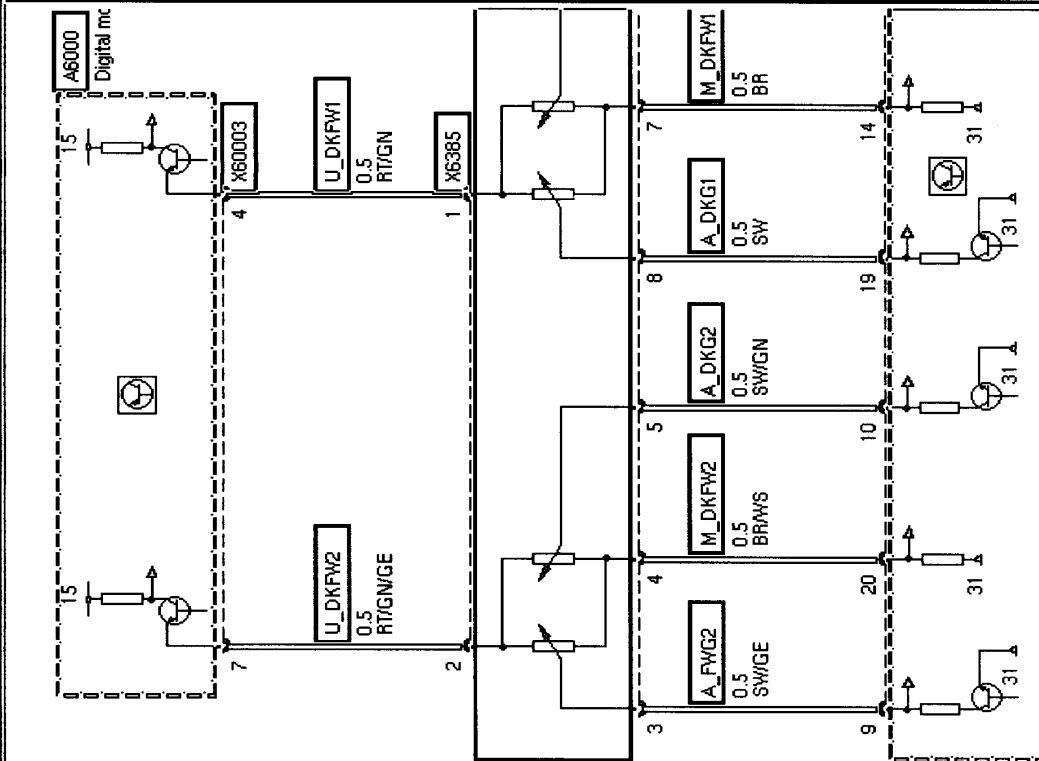 A6000
Digital mc
15
15
X60003
4
7
U_DKFW1
0.5
RT/GN
U_DKFW2
0.5
RT/GN/GE
X6385
1
2
M_DKFW1
0.5
BR
7
14
31
A_DKG1
0.5
SW
8
19
31
A_DKG2
0.5
SW/GN
5
10
31
M_DKFW2
0.5
BR/WS
4
20
31
A_FWG2
0.5
SW/GE
3
9
31